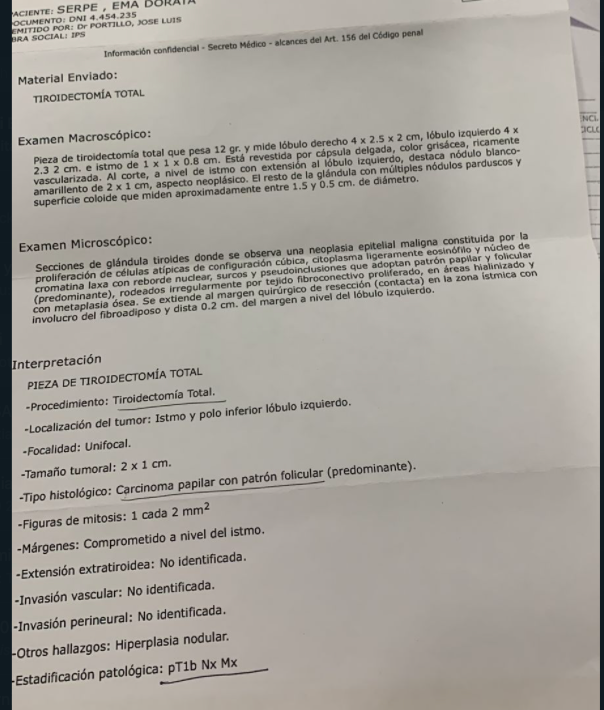 PACIENTE: SERPE , EMA DORATA
DOCUMENTO: DNI 4.454.235
EMITIDO POR: Dr PORTILLO, JOSE LUIS
OBRA SOCIAL: IPS
Información confidencial - Secreto Médico - alcances del Art. 156 del Código penal
Material Enviado:
TIROIDECTOMÍA TOTAL
Examen Macroscópico:
Pieza de tiroidectomía total que pesa 12 gr. y mide lóbulo derecho 4 x 2.5 x 2 cm, lóbulo izquierdo 4 x
2.3 2 cm. e istmo de 1 x 1 x 0.8 cm. Está revestida por cápsula delgada, color grisácea, ricamente
vascularizada. Al corte, a nivel de istmo con extensión al lóbulo izquierdo, destaca nódulo blanco-
amarillento de 2 x 1 cm, aspecto neoplásico. El resto de la glándula con múltiples nódulos parduscos y
superficie coloide que miden aproximadamente entre 1.5 y 0.5 cm. de diámetro.
Examen Microscópico:
Secciones de glándula tiroides donde se observa una neoplasia epitelial maligna constituida por la
proliferación de células atípicas de configuración cúbica, citoplasma ligeramente eosinófilo y núcleo de
cromatina laxa con reborde nuclear, surcos y pseudoinclusiones que adoptan patrón papilar y folicular
(predominante), rodeados irregularmente por tejido fibroconectivo proliferado, en áreas hialinizado y
con metaplasia ósea. Se extiende al margen quirúrgico de resección (contacta) en la zona ístmica con
involucro del fibroadiposo y dista 0.2 cm. del margen a nivel del lóbulo izquierdo.
Interpretación
PIEZA DE TIROIDECTOMÍA TOTAL
-Procedimiento: Tiroidectomía Total.
-Localización del tumor: Istmo y polo inferior lóbulo izquierdo.
-Focalidad: Unifocal.
-Tamaño tumoral: 2 x 1 cm.
-Tipo histológico: Carcinoma papilar con patrón folicular (predominante).
-Figuras de mitosis: 1 cada 2 mm²
-Márgenes: Comprometido a nivel del istmo.
-Extensión extratiroidea: No identificada.
-Invasión vascular: No identificada.
-Invasión perineural: No identificada.
-Otros hallazgos: Hiperplasia nodular.
-Estadificación patológica: pT1b Nx Mx